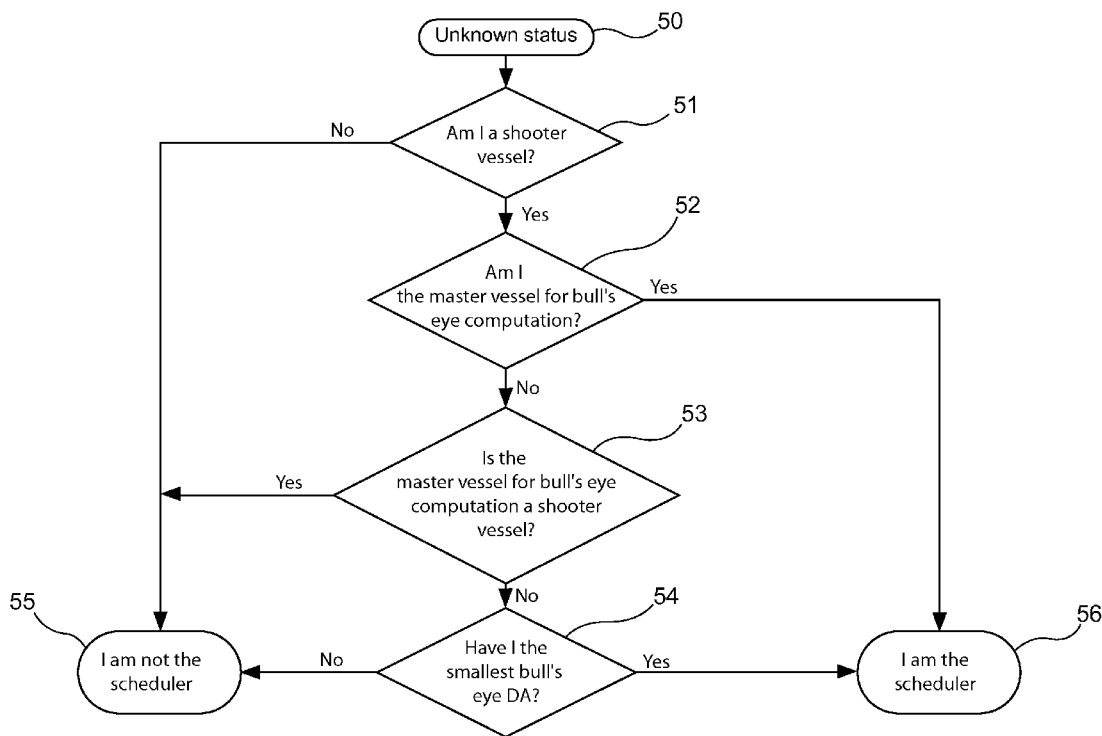 Unknown status
50
51
No
Am I a shooter
vessel?
Yes
52
Am I
the master vessel for bull's
eye computation?
Yes
No
53
Is the
master vessel for bull's eye
computation a shooter
vessel?
Yes
No
54
55
Have I the
smallest bull's
eye DA?
No
Yes
I am not the
scheduler
56
I am the
scheduler